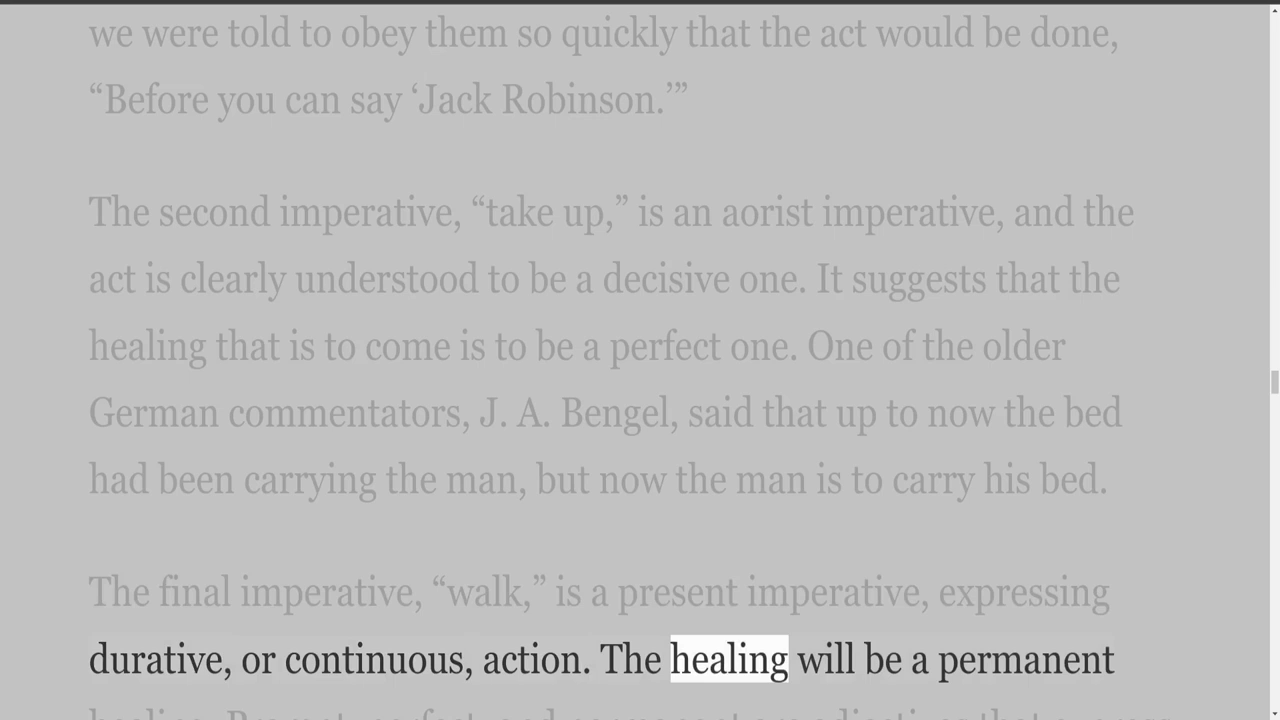 we were told to obey them so quickly that the act would be done,
“Before you can say ‘Jack Robinson.’”
The second imperative, “take up,” is an aorist imperative, and the
act is clearly understood to be a decisive one. It suggests that the
healing that is to come is to be a perfect one. One of the older
German commentators, J. A. Bengel, said that up to now the bed
had been carrying the man, but now the man is to carry his bed.
The final imperative, “walk,” is a present imperative, expressing
durative, or continuous, action. The healing will be a permanent